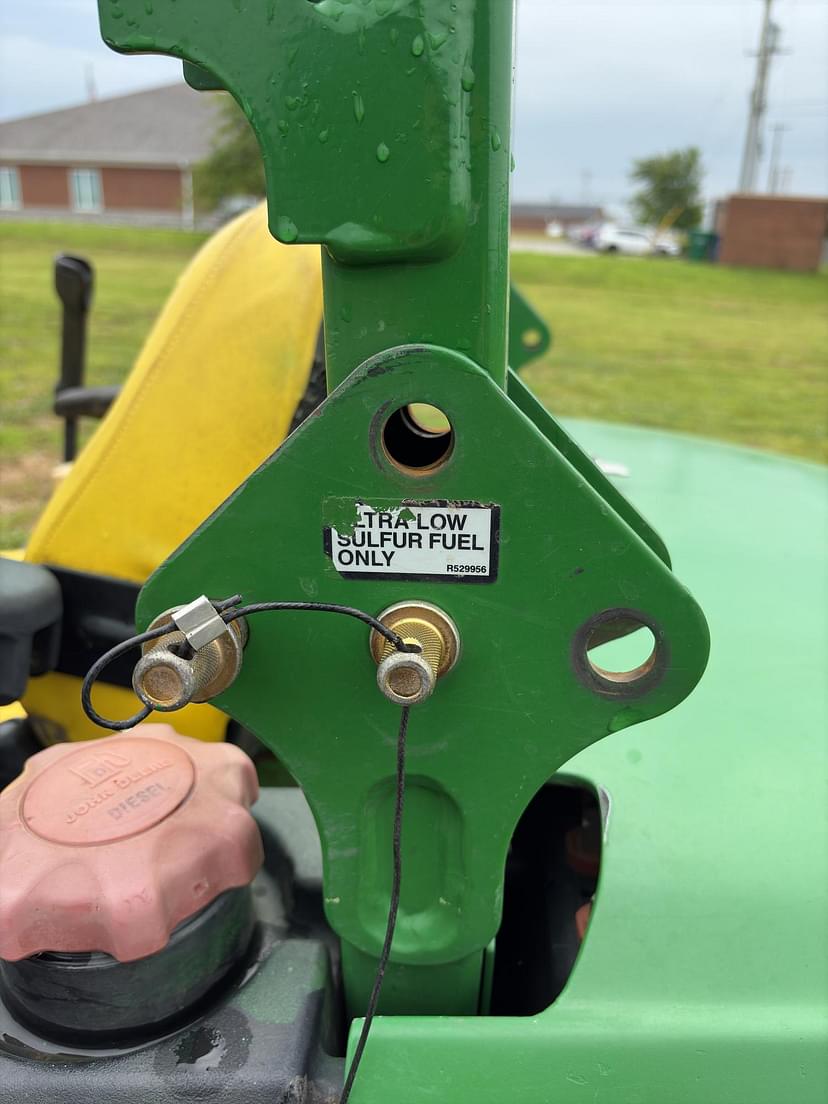 LTRA LOW
SULFUR FUEL
ONLY
R529956
JOHN DEERE
DIESEL